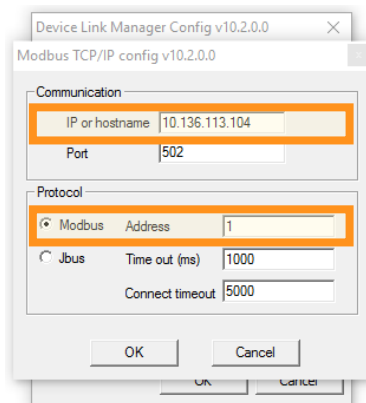 Device Link Manager Config v10.2.0.0
Modbus TCP/IP config v10.2.0.0
Communication
IP or hostname 10.136.113.104
Port 502
Protocol
Modbus Address 1
Jbus Time out (ms) 1000
Connect timeout 5000
OK Cancel
OK Cancel